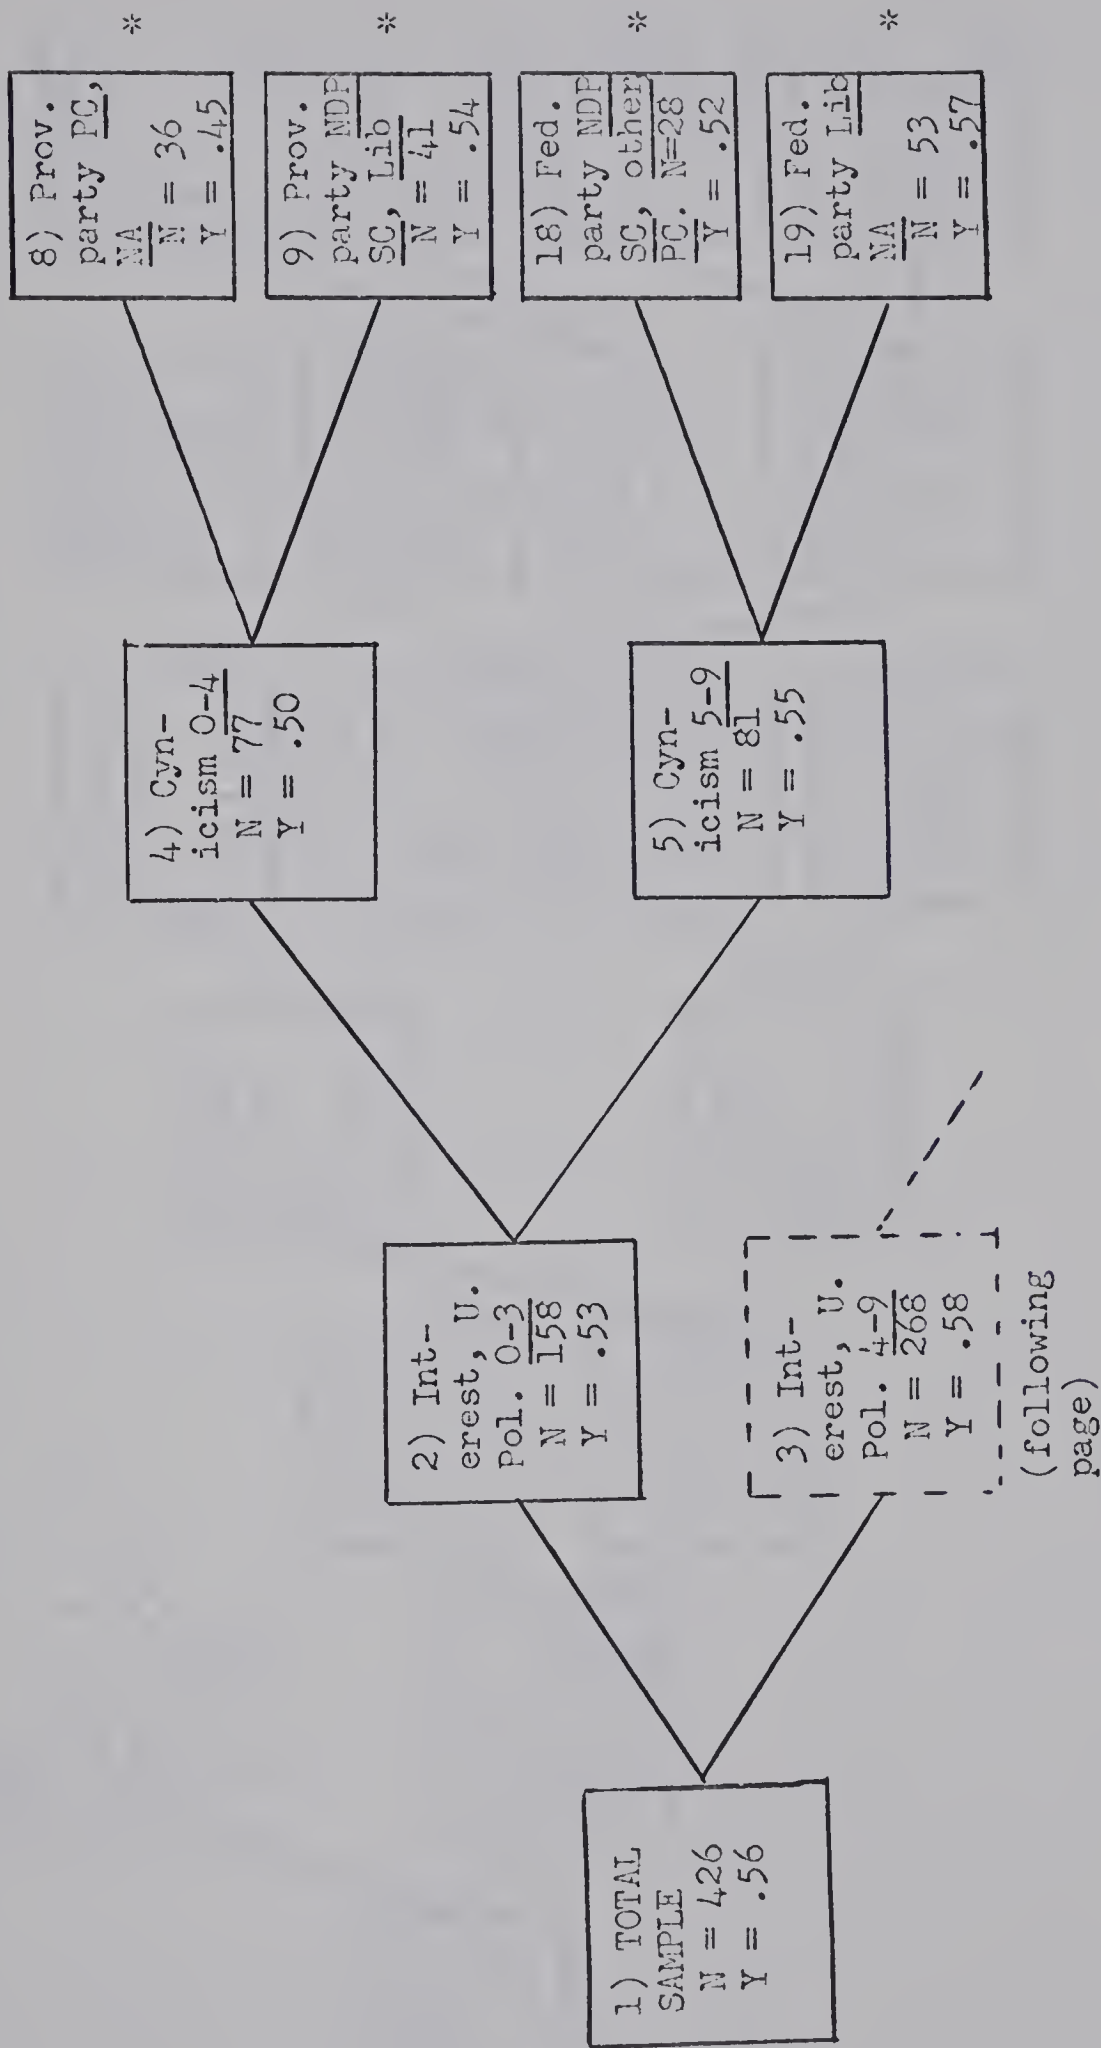 1) TOTAL
SAMPLE
N = 426
Y = .56
2) Int-
erest, U.
Pol. 0-3
N = 158
Y = .53
3) Int-
erest, U.
Pol. 4-9
N = 268
Y = .58
(following
page)
4) Cyn-
icism 0-4
N = 77
Y = .50
5) Cyn-
icism 5-9
N = 81
Y = .55
8) Prov.
party PC,
NA
N = 36
Y = .45
*
9) Prov.
party NDP
SC, Lib
N = 41
Y = .54
*
18) Fed.
party NDP
SC, other
PC. N=28
Y = .52
*
19) Fed.
party Lib
NA
N = 53
Y = .57
*